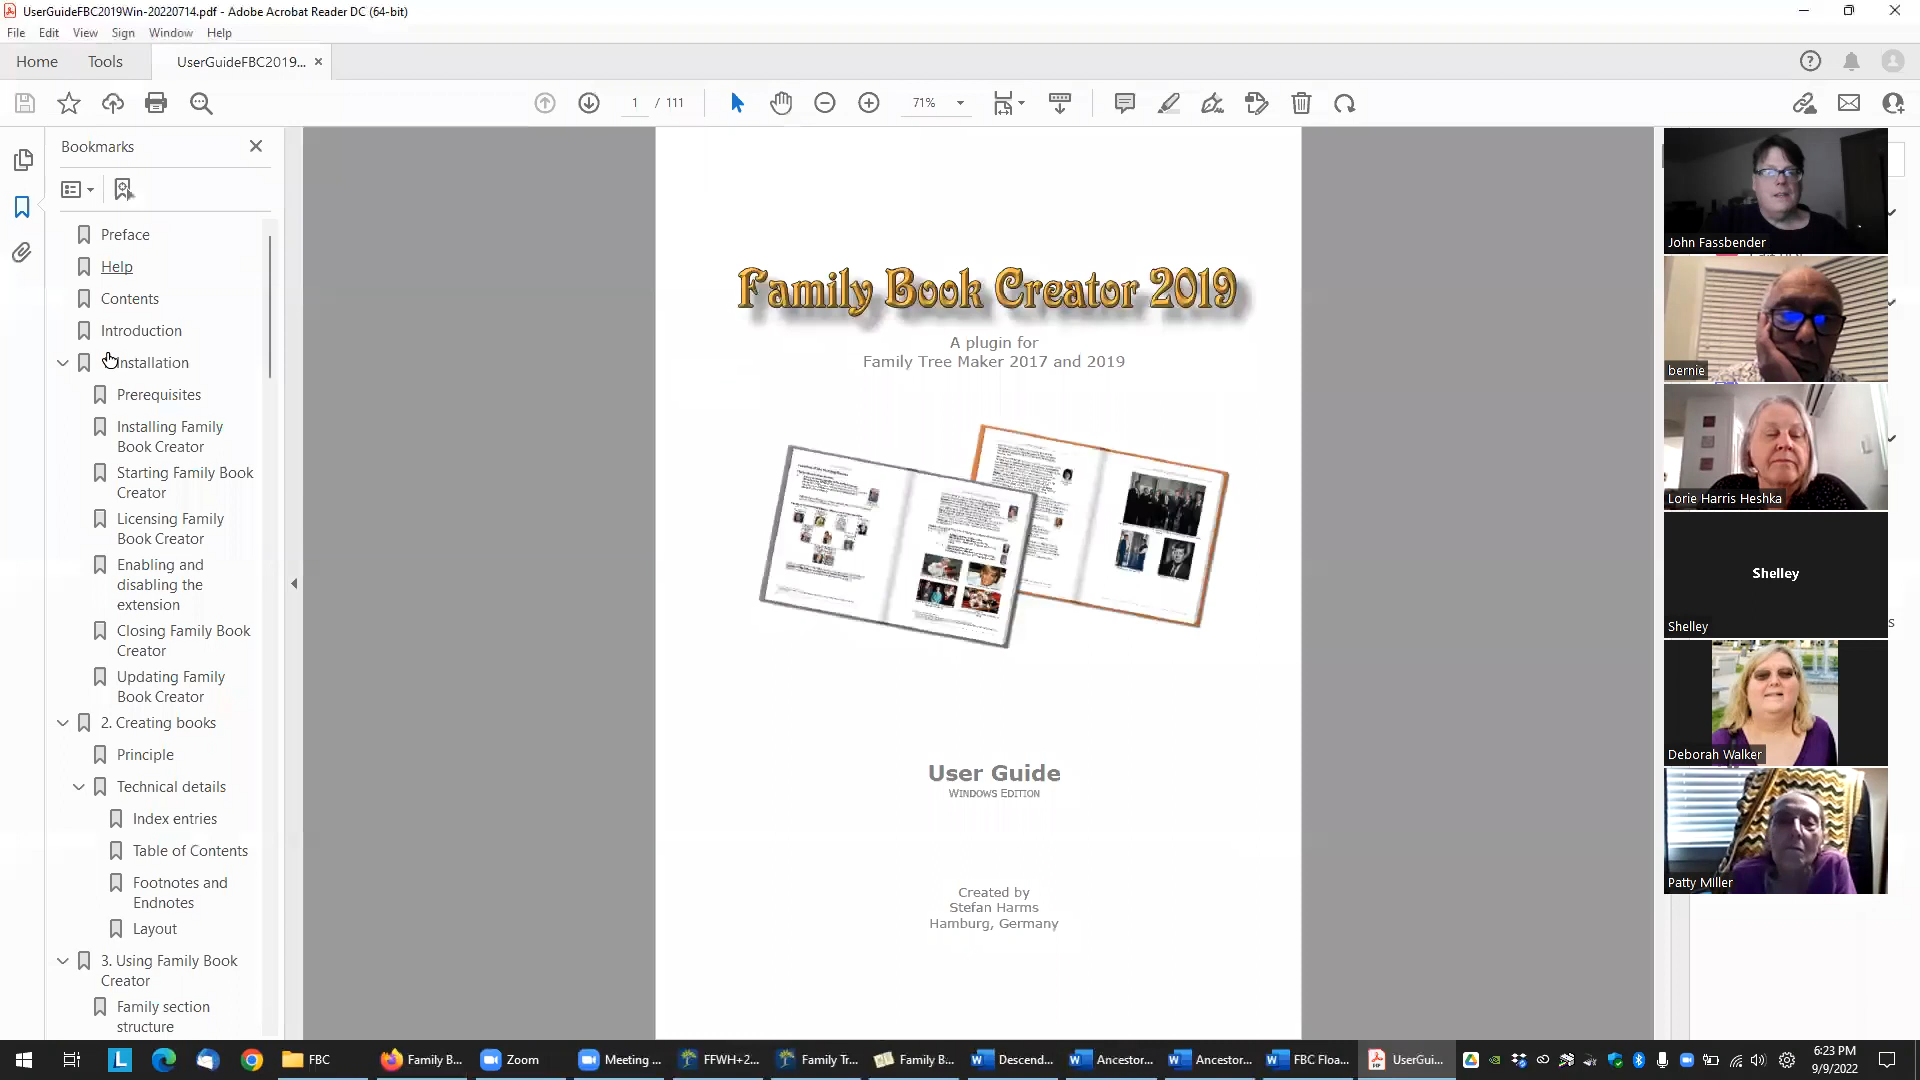 UserGuideFBC2019Win-20220714.pdf - Adobe Acrobat Reader DC (64-bit)
File Edit View Sign Window Help
Home Tools UserGuideFBC2019... ×
1 / 111 71%
Bookmarks
Preface
Help
Contents
Introduction
Installation
Prerequisites
Installing Family
Book Creator
Starting Family Book
Creator
Licensing Family
Book Creator
Enabling and
disabling the
extension
Closing Family Book
Creator
Updating Family
Book Creator
2. Creating books
Principle
Technical details
Index entries
Table of Contents
Footnotes and
Endnotes
Layout
3. Using Family Book
Creator
Family section
structure
Family Book Creator 2019
A plugin for
Family Tree Maker 2017 and 2019
User Guide
WINDOWS EDITION
Created by
Stefan Harms
Hamburg, Germany
John Fassbender
bernie
Lorie Harris Heshka
Shelley
Shelley
Deborah Walker
Patty Miller
L FBC Family B... Zoom Meeting ... FFWH+2... Family Tr... Family B... Descend... Ancestor... Ancestor... FBC Floa... UserGui...
6:23 PM
9/9/2022